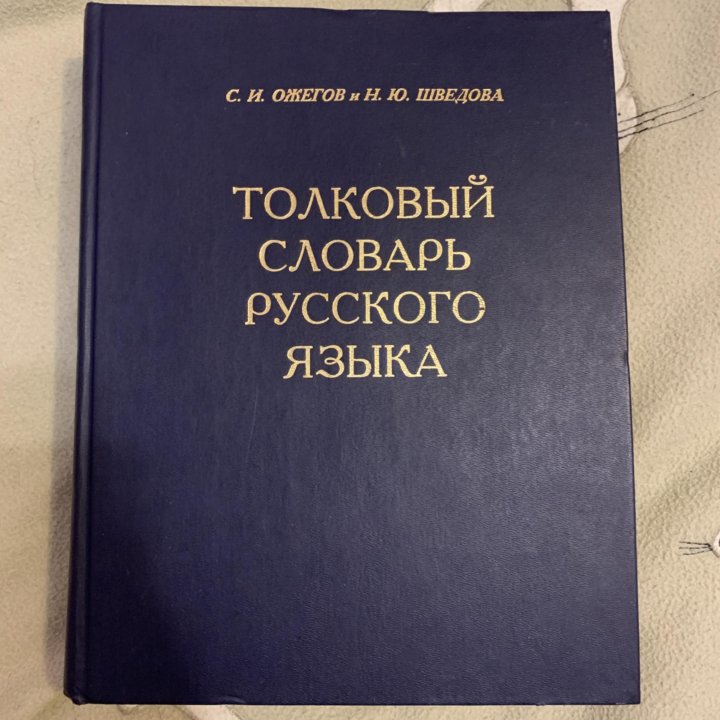 С. И. ОЖЕГОВ и Н. Ю. ШВЕДОВА
ТОЛКОВЫЙ
СЛОВАРЬ
РУССКОГО
ЯЗЫКА